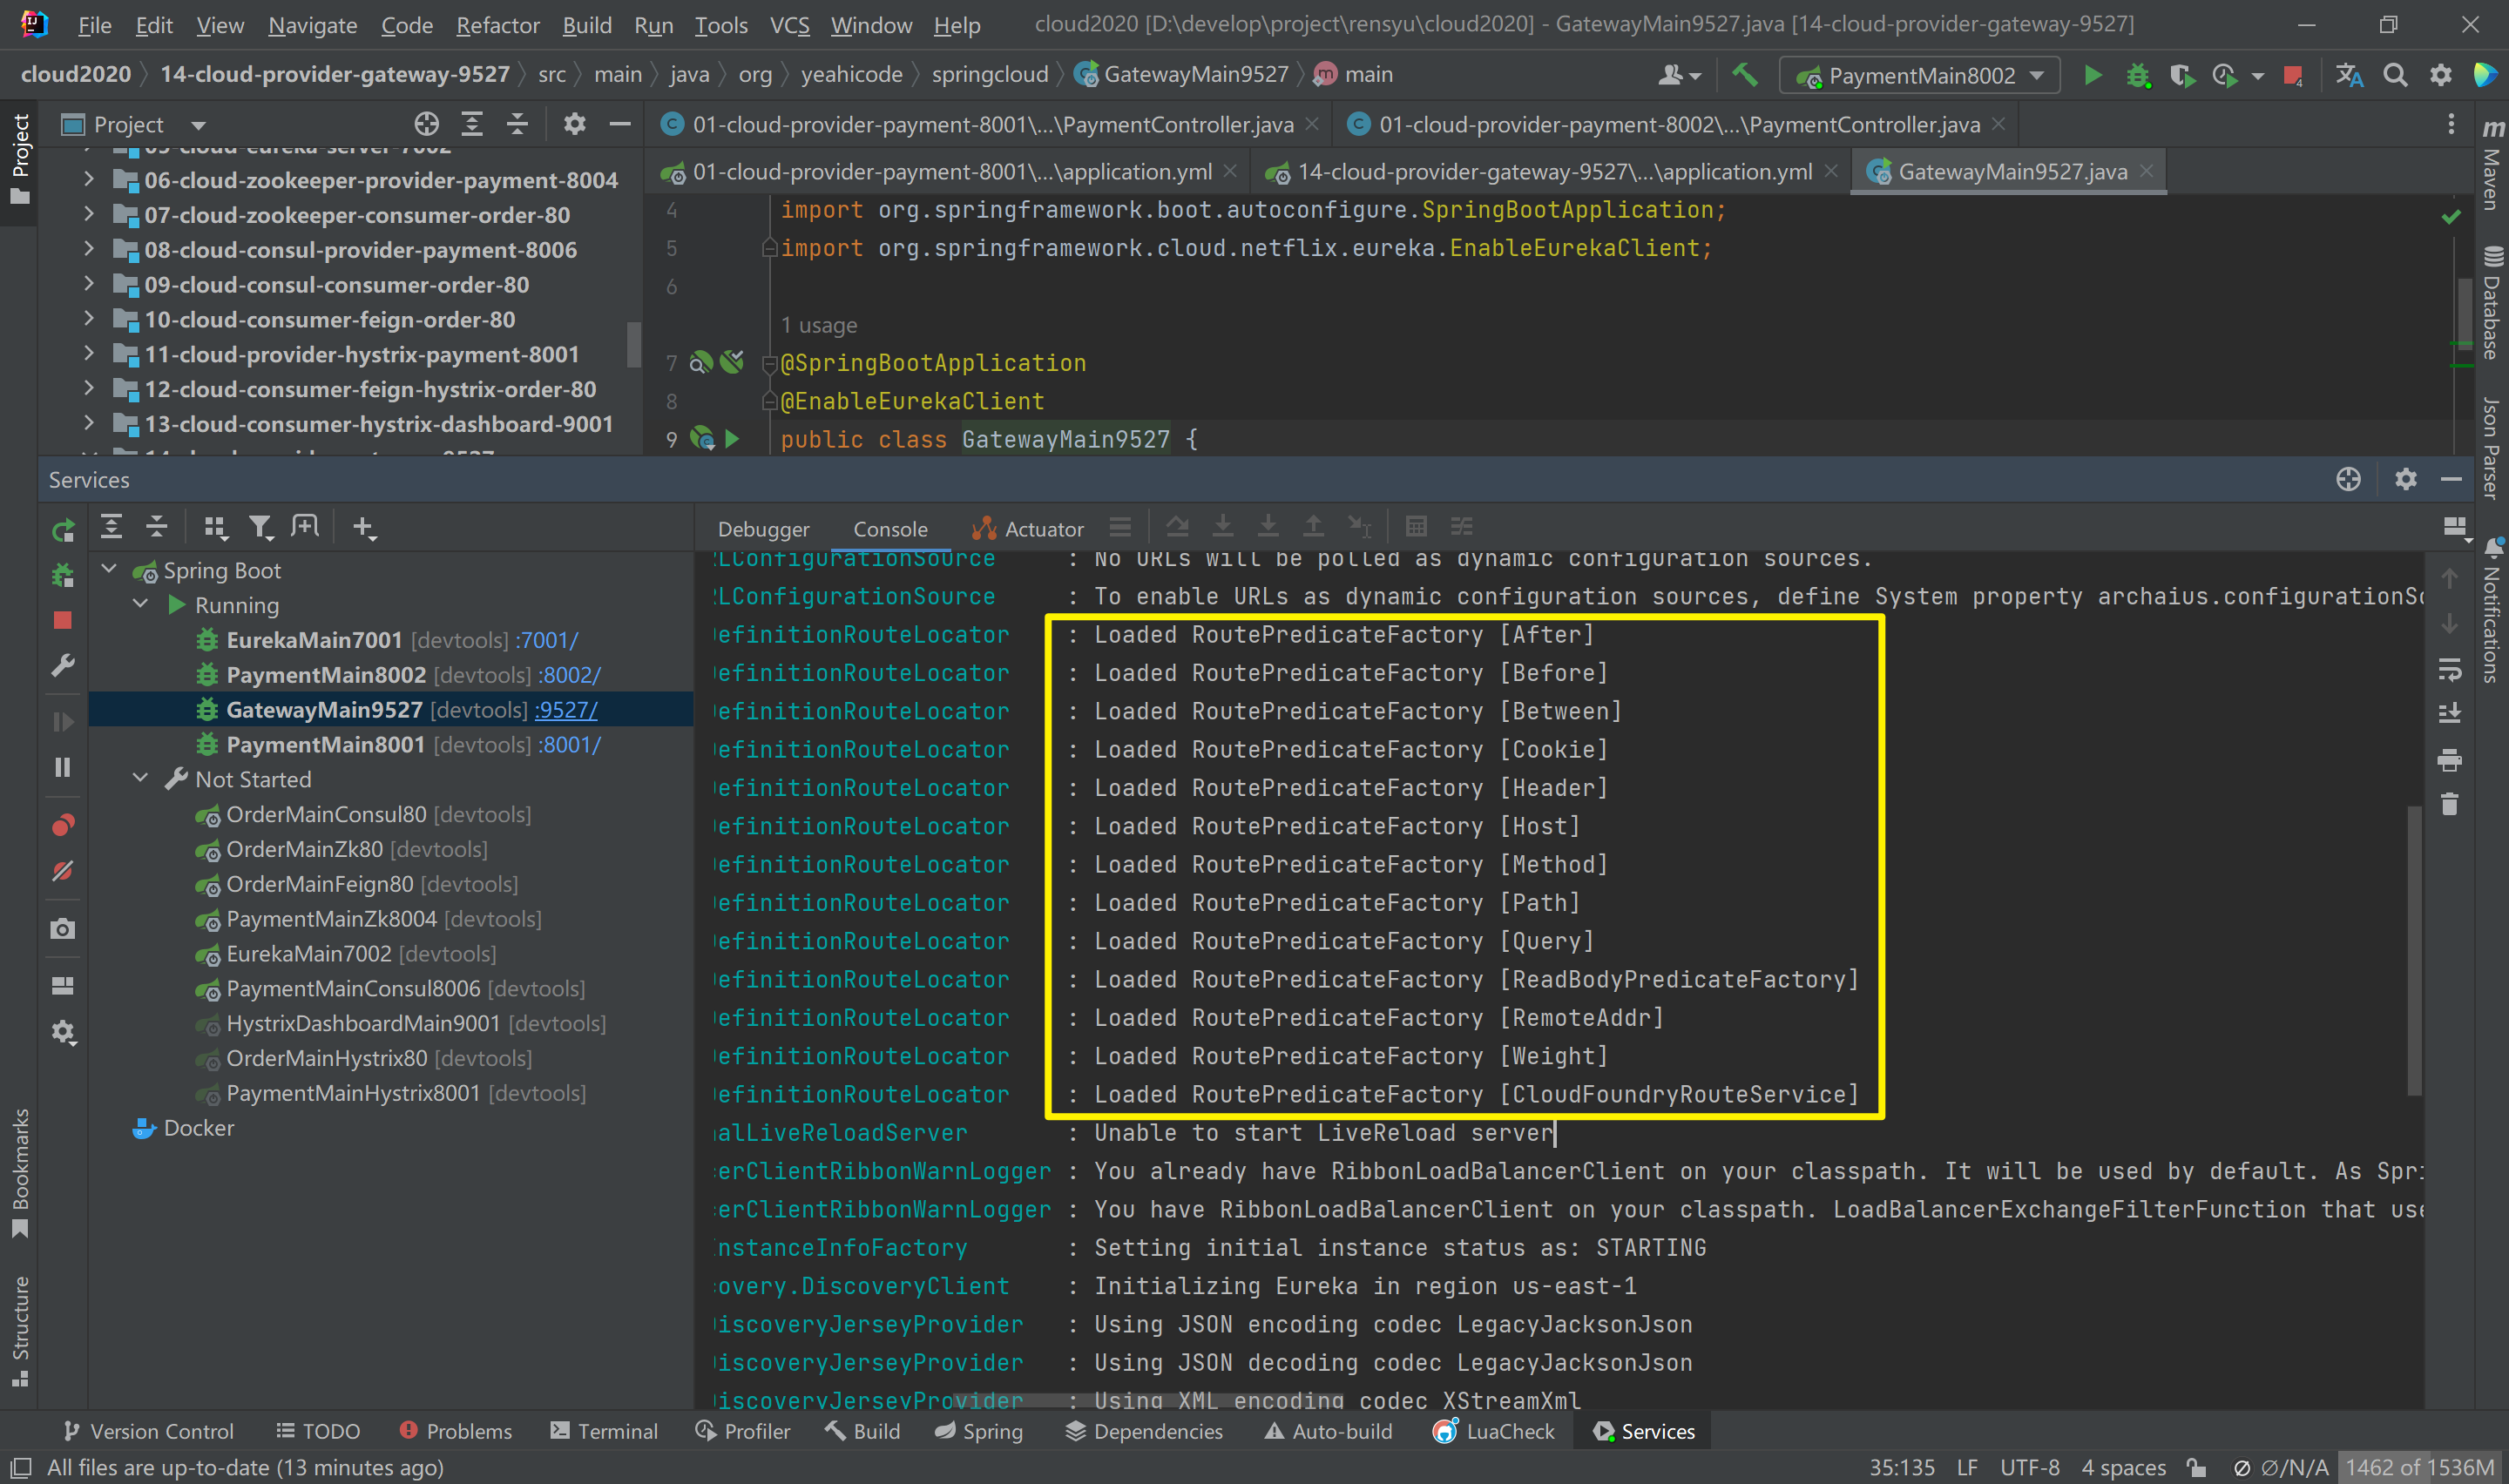 File Edit View Navigate Code Refactor Build Run Tools VCS Window Help cloud2020 [D:\develop\project\rensyu\cloud2020] - GatewayMain9527.java [14-cloud-provider-gateway-9527]
cloud2020 14-cloud-provider-gateway-9527 src main java org yeahicode springcloud GatewayMain9527 main PaymentMain8002
Project
01-cloud-provider-payment-8001\...\PaymentController.java 01-cloud-provider-payment-8002\...\PaymentController.java
01-cloud-provider-payment-8001\...\application.yml 14-cloud-provider-gateway-9527\...\application.yml GatewayMain9527.java
Project
Bookmarks
Structure
Maven
Database
Json Parser
Notifications
06-cloud-zookeeper-provider-payment-8004
07-cloud-zookeeper-consumer-order-80
08-cloud-consul-provider-payment-8006
09-cloud-consul-consumer-order-80
10-cloud-consumer-feign-order-80
11-cloud-provider-hystrix-payment-8001
12-cloud-consumer-feign-hystrix-order-80
13-cloud-consumer-hystrix-dashboard-9001
4 import org.springframework.boot.autoconfigure.SpringBootApplication;
5 import org.springframework.cloud.netflix.eureka.EnableEurekaClient;
6
1 usage
7 @SpringBootApplication
8 @EnableEurekaClient
9 public class GatewayMain9527 {
Services
Debugger Console Actuator
Spring Boot
Running
EurekaMain7001 [devtools] :7001/
PaymentMain8002 [devtools] :8002/
GatewayMain9527 [devtools] :9527/
PaymentMain8001 [devtools] :8001/
Not Started
OrderMainConsul80 [devtools]
OrderMainZk80 [devtools]
OrderMainFeign80 [devtools]
PaymentMainZk8004 [devtools]
EurekaMain7002 [devtools]
PaymentMainConsul8006 [devtools]
HystrixDashboardMain9001 [devtools]
OrderMainHystrix80 [devtools]
PaymentMainHystrix8001 [devtools]
Docker
LConfigurationSource : No URLs will be polled as dynamic configuration sources.
LConfigurationSource : To enable URLs as dynamic configuration sources, define System property archaius.configurationSo
efinitionRouteLocator : Loaded RoutePredicateFactory [After]
efinitionRouteLocator : Loaded RoutePredicateFactory [Before]
efinitionRouteLocator : Loaded RoutePredicateFactory [Between]
efinitionRouteLocator : Loaded RoutePredicateFactory [Cookie]
efinitionRouteLocator : Loaded RoutePredicateFactory [Header]
efinitionRouteLocator : Loaded RoutePredicateFactory [Host]
efinitionRouteLocator : Loaded RoutePredicateFactory [Method]
efinitionRouteLocator : Loaded RoutePredicateFactory [Path]
efinitionRouteLocator : Loaded RoutePredicateFactory [Query]
efinitionRouteLocator : Loaded RoutePredicateFactory [ReadBodyPredicateFactory]
efinitionRouteLocator : Loaded RoutePredicateFactory [RemoteAddr]
efinitionRouteLocator : Loaded RoutePredicateFactory [Weight]
efinitionRouteLocator : Loaded RoutePredicateFactory [CloudFoundryRouteService]
alLiveReloadServer : Unable to start LiveReload server
erClientRibbonWarnLogger : You already have RibbonLoadBalancerClient on your classpath. It will be used by default. As Spri
erClientRibbonWarnLogger : You have RibbonLoadBalancerClient on your classpath. LoadBalancerExchangeFilterFunction that use
nstanceInfoFactory : Setting initial instance status as: STARTING
covery.DiscoveryClient : Initializing Eureka in region us-east-1
iscoveryJerseyProvider : Using JSON encoding codec LegacyJacksonJson
iscoveryJerseyProvider : Using JSON decoding codec LegacyJacksonJson
iscoveryJerseyProvider : Using XML encoding codec XStreamXml
Version Control TODO Problems Terminal Profiler Build Spring Dependencies Auto-build LuaCheck Services
All files are up-to-date (13 minutes ago) 35:135 LF UTF-8 4 spaces ∅/N/A 1462 of 1536M